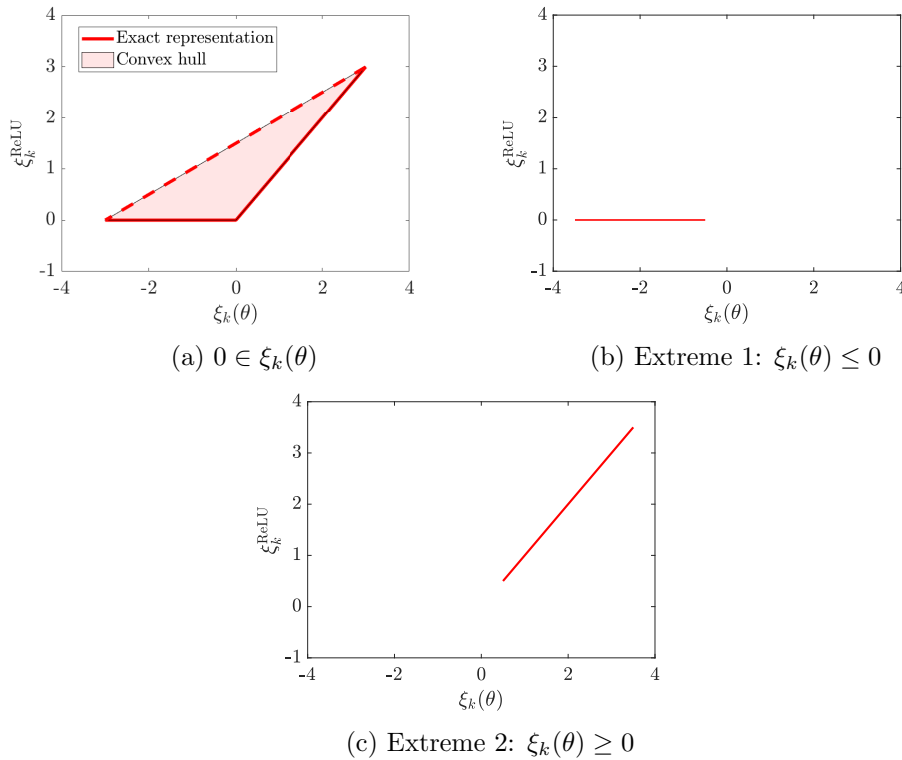 4
3
2
1
0
-1
ξ_k^ReLU
Exact representation
Convex hull
-4 -2 0 2 4
ξ_k(θ)
(a) 0 ∈ ξ_k(θ)
4
3
2
1
0
-1
ξ_k^ReLU
-4 -2 0 2 4
ξ_k(θ)
(b) Extreme 1: ξ_k(θ) ≤ 0
4
3
2
1
0
-1
ξ_k^ReLU
-4 -2 0 2 4
ξ_k(θ)
(c) Extreme 2: ξ_k(θ) ≥ 0